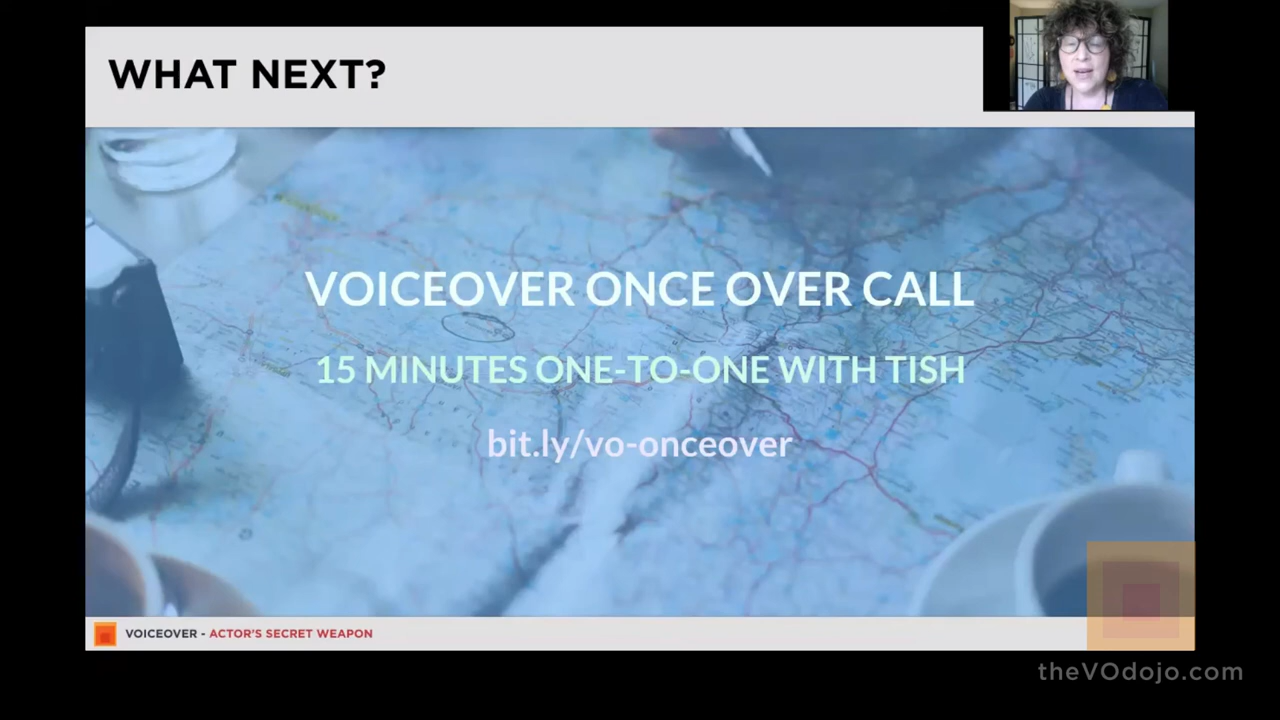 WHAT NEXT?
VOICEOVER ONCE OVER CALL
15 MINUTES ONE-TO-ONE WITH TISH
bit.ly/vo-onceover
VOICEOVER - ACTOR'S SECRET WEAPON
theVOdojo.com